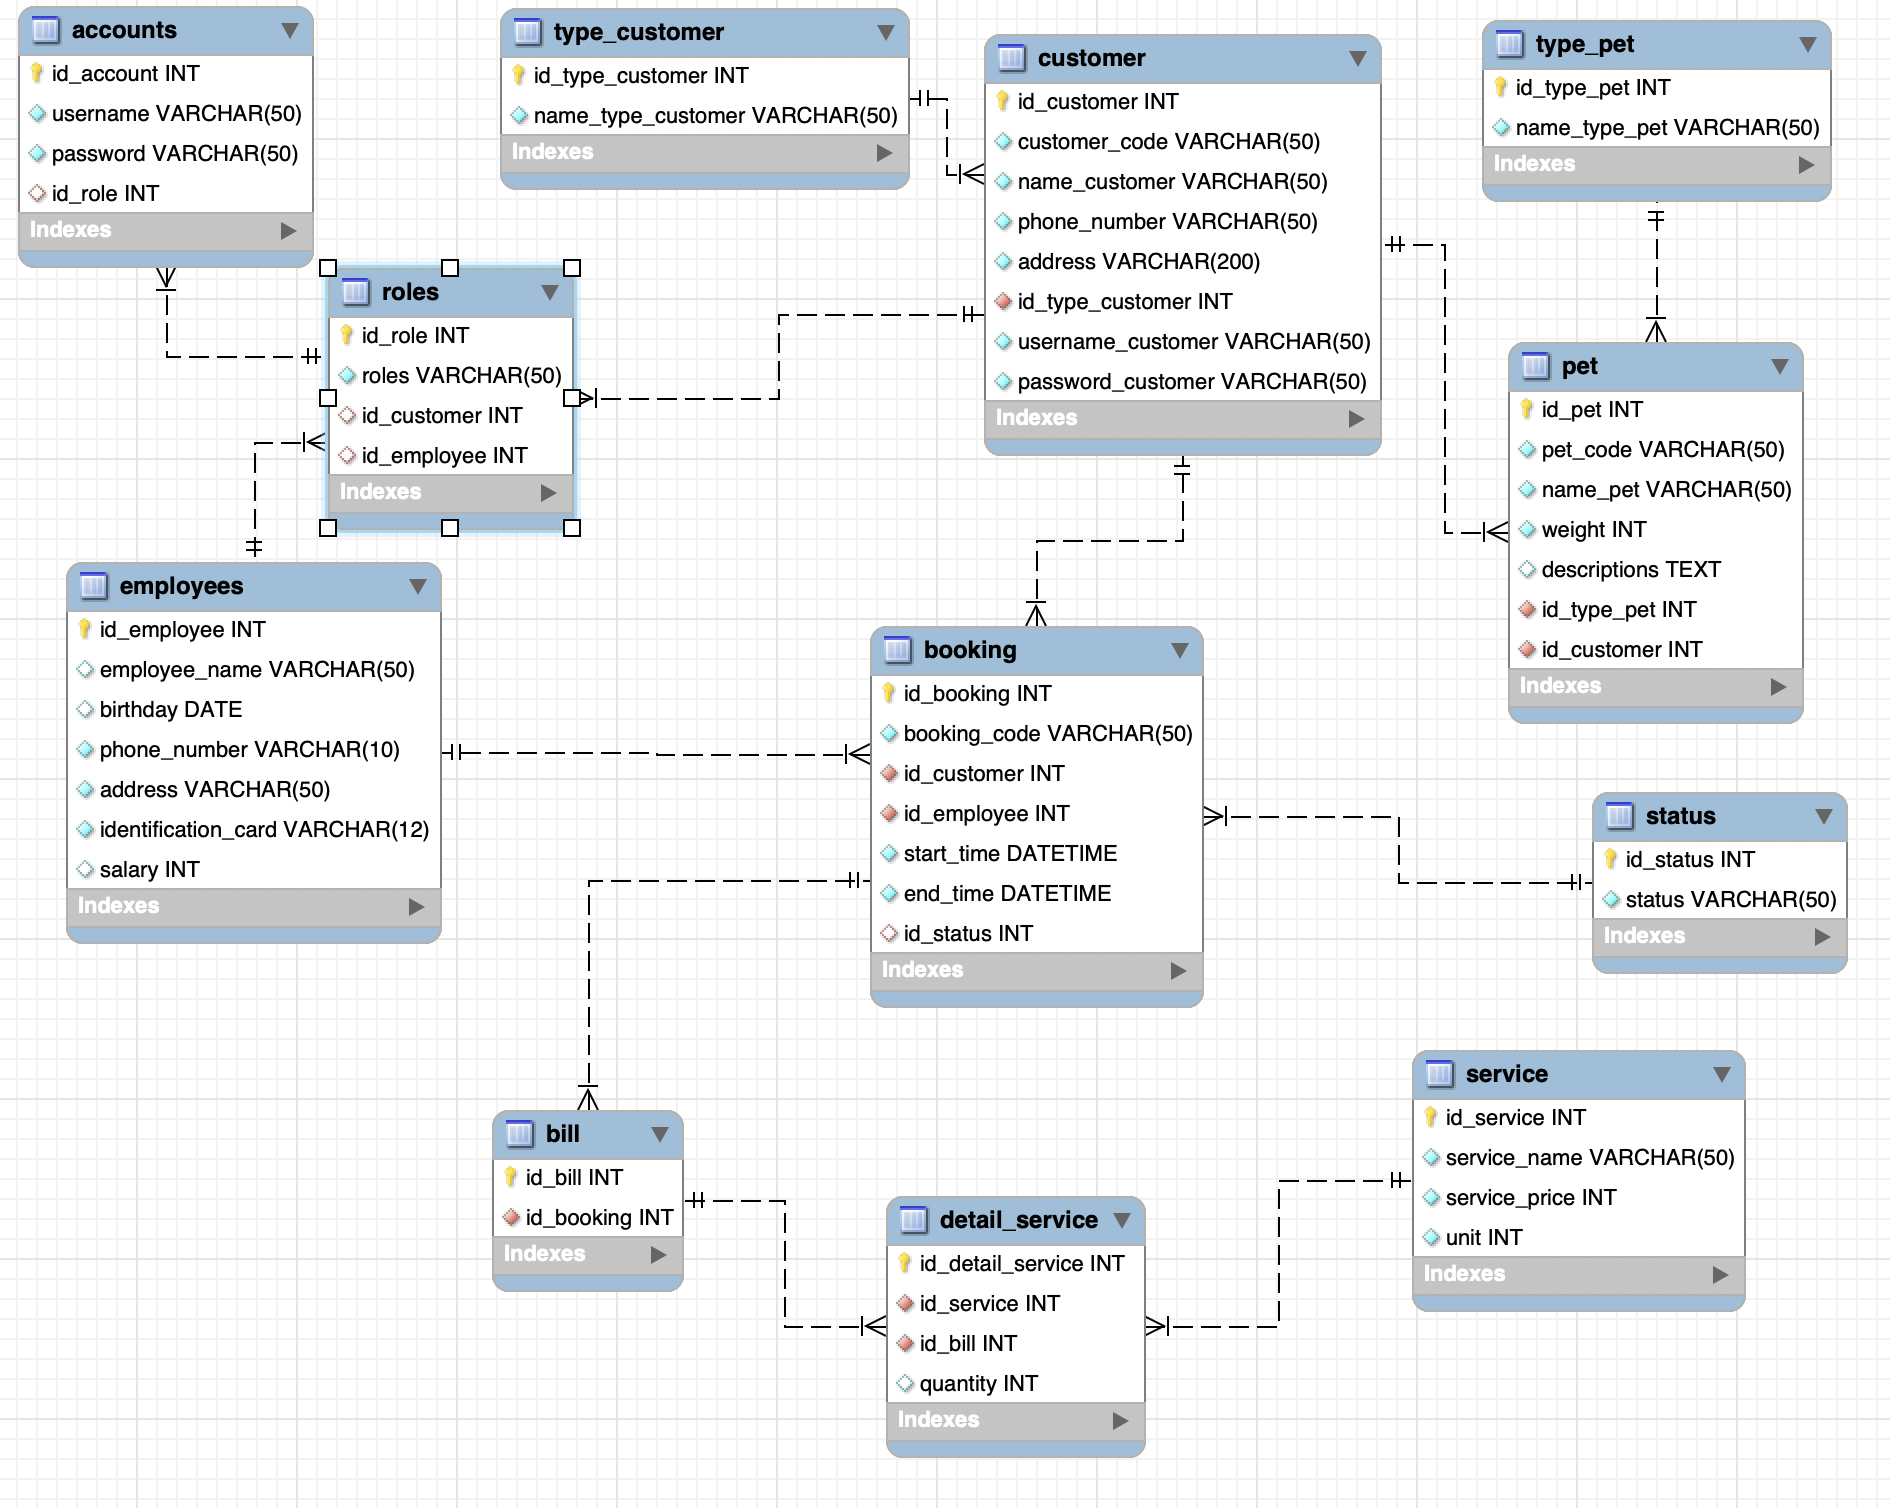 accounts
id_account INT
username VARCHAR(50)
password VARCHAR(50)
id_role INT
Indexes
type_customer
id_type_customer INT
name_type_customer VARCHAR(50)
Indexes
customer
id_customer INT
customer_code VARCHAR(50)
name_customer VARCHAR(50)
phone_number VARCHAR(50)
address VARCHAR(200)
id_type_customer INT
username_customer VARCHAR(50)
password_customer VARCHAR(50)
Indexes
type_pet
id_type_pet INT
name_type_pet VARCHAR(50)
Indexes
roles
id_role INT
roles VARCHAR(50)
id_customer INT
id_employee INT
Indexes
pet
id_pet INT
pet_code VARCHAR(50)
name_pet VARCHAR(50)
weight INT
descriptions TEXT
id_type_pet INT
id_customer INT
Indexes
employees
id_employee INT
employee_name VARCHAR(50)
birthday DATE
phone_number VARCHAR(10)
address VARCHAR(50)
identification_card VARCHAR(12)
salary INT
Indexes
booking
id_booking INT
booking_code VARCHAR(50)
id_customer INT
id_employee INT
start_time DATETIME
end_time DATETIME
id_status INT
Indexes
status
id_status INT
status VARCHAR(50)
Indexes
service
id_service INT
service_name VARCHAR(50)
service_price INT
unit INT
Indexes
bill
id_bill INT
id_booking INT
Indexes
detail_service
id_detail_service INT
id_service INT
id_bill INT
quantity INT
Indexes